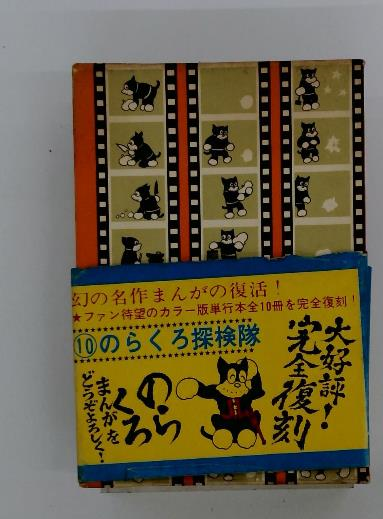 幻の名作まんがの復活!
★ファン待望のカラー版単行本全10冊を完全復刻!
⑩のらくろ探検隊
大好評!
完全復刻
のらくろ
まんがを
どうぞよろしく!